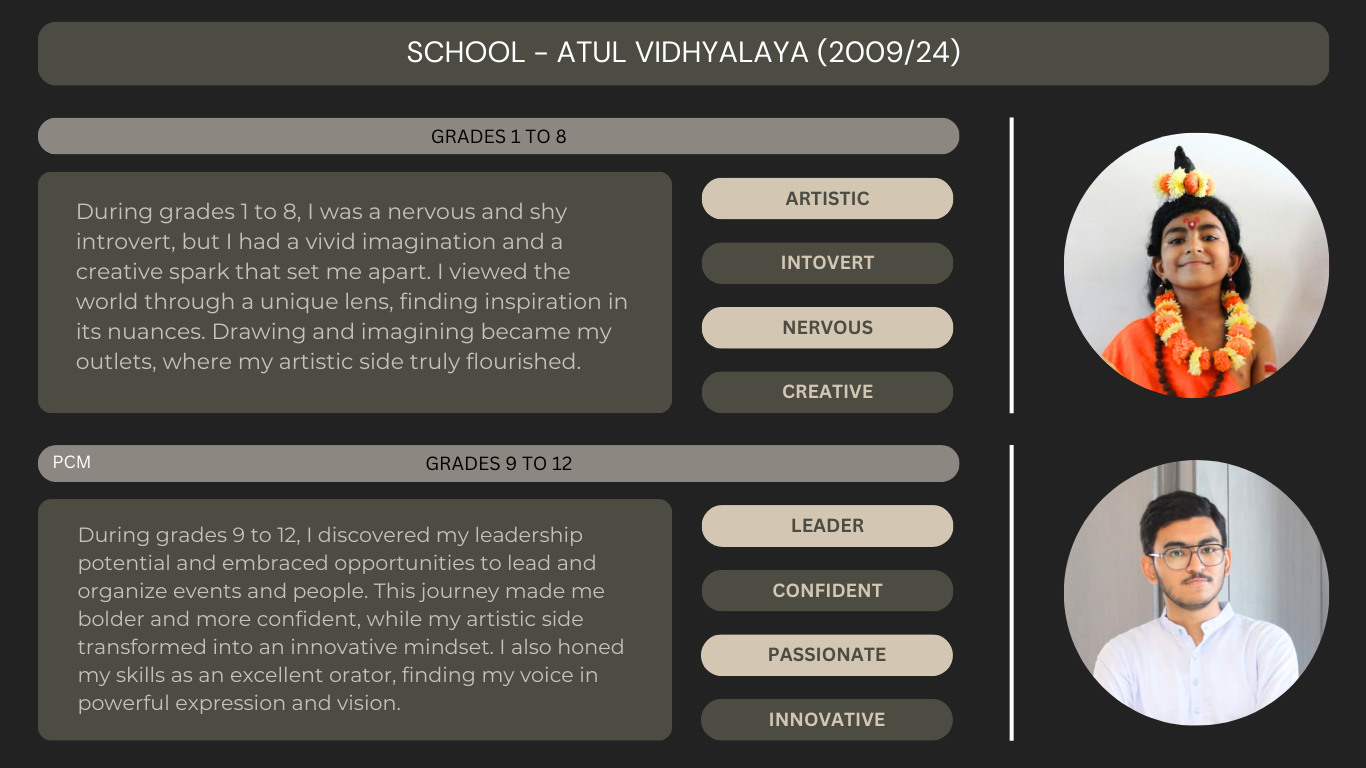 SCHOOL - ATUL VIDHYALAYA (2009/24)
GRADES 1 TO 8
During grades 1 to 8, I was a nervous and shy
introvert, but I had a vivid imagination and a
creative spark that set me apart. I viewed the
world through a unique lens, finding inspiration in
its nuances. Drawing and imagining became my
outlets, where my artistic side truly flourished.
ARTISTIC
INTOVERT
NERVOUS
CREATIVE
PCM
GRADES 9 TO 12
During grades 9 to 12, I discovered my leadership
potential and embraced opportunities to lead and
organize events and people. This journey made me
bolder and more confident, while my artistic side
transformed into an innovative mindset. I also honed
my skills as an excellent orator, finding my voice in
powerful expression and vision.
LEADER
CONFIDENT
PASSIONATE
INNOVATIVE